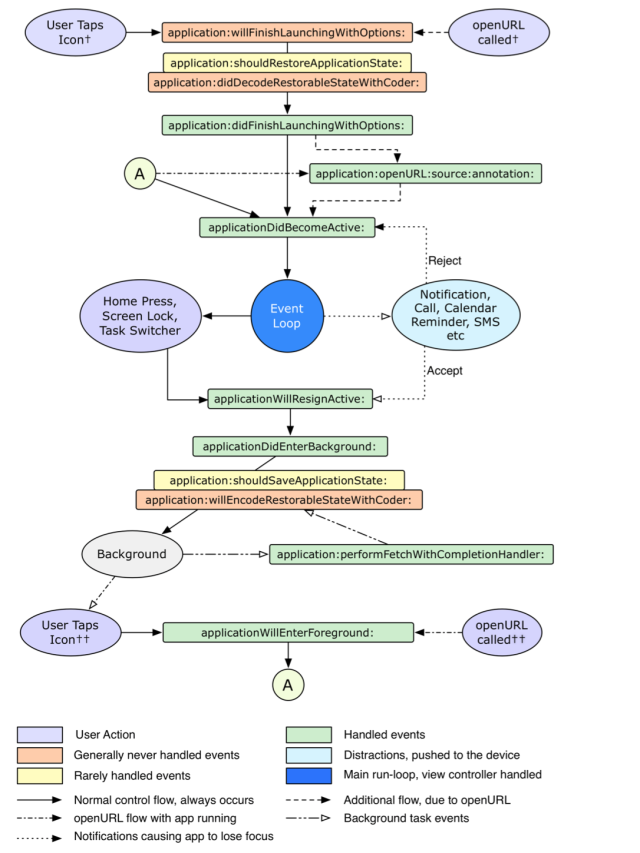 User Taps
Icon†
application:willFinishLaunchingWithOptions:
openURL
called†
application:shouldRestoreApplicationState:
application:didDecodeRestorableStateWithCoder:
application:didFinishLaunchingWithOptions:
A
application:openURL:source:annotation:
applicationDidBecomeActive:
Reject
Home Press,
Screen Lock,
Task Switcher
Event
Loop
Notification,
Call, Calendar
Reminder, SMS
etc
Accept
applicationWillResignActive:
applicationDidEnterBackground:
application:shouldSaveApplicationState:
application:willEncodeRestorableStateWithCoder:
Background
application:performFetchWithCompletionHandler:
User Taps
Icon††
applicationWillEnterForeground:
openURL
called††
A
User Action
Handled events
Generally never handled events
Distractions, pushed to the device
Rarely handled events
Main run-loop, view controller handled
Normal control flow, always occurs
Additional flow, due to openURL
openURL flow with app running
Background task events
Notifications causing app to lose focus